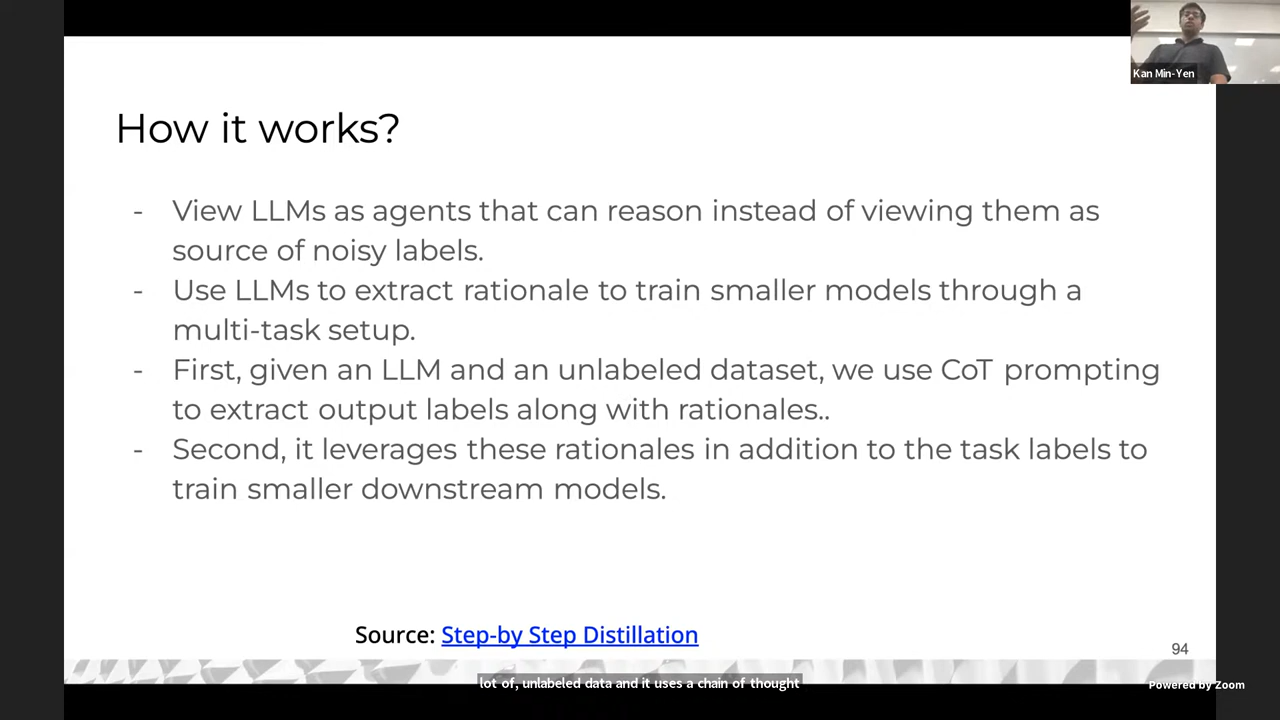 Kan Min-Yen
How it works?
- View LLMs as agents that can reason instead of viewing them as
source of noisy labels.
- Use LLMs to extract rationale to train smaller models through a
multi-task setup.
- First, given an LLM and an unlabeled dataset, we use CoT prompting
to extract output labels along with rationales..
- Second, it leverages these rationales in addition to the task labels to
train smaller downstream models.
Source: Step-by Step Distillation
94
lot of, unlabeled data and it uses a chain of thought
Powered by Zoom